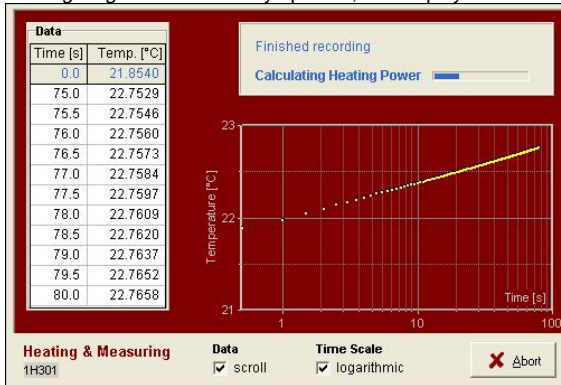 Data
Time [s] Temp. [°C]
0.0 21.8540
75.0 22.7529
75.5 22.7546
76.0 22.7560
76.5 22.7573
77.0 22.7584
77.5 22.7597
78.0 22.7609
78.5 22.7620
79.0 22.7637
79.5 22.7652
80.0 22.7658
Finished recording
Calculating Heating Power
23
22
21
Temperature [°C]
Time [s]
1 10 100
Heating & Measuring
1H301
Data
scroll
Time Scale
logarithmic
Abort